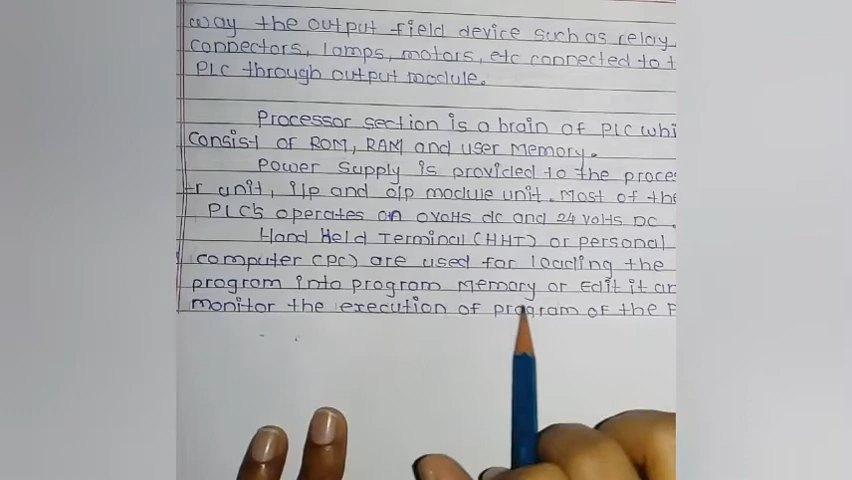 way the output field device such as relay
connectors, lamps, motors, etc connected to t
PLC through output module.
Processor section is a brain of PLC whi
consist of ROM, RAM and user memory.
Power supply is provided to the proces
-r unit, i/p and o/p module unit. Most of the
PLC's operates on 0volts dc and 24 volts DC.
Hand Held Terminal (HHT) or personal
computer (PC) are used for loading the
program into program memory or Edit it an
monitor the execution of program of the P